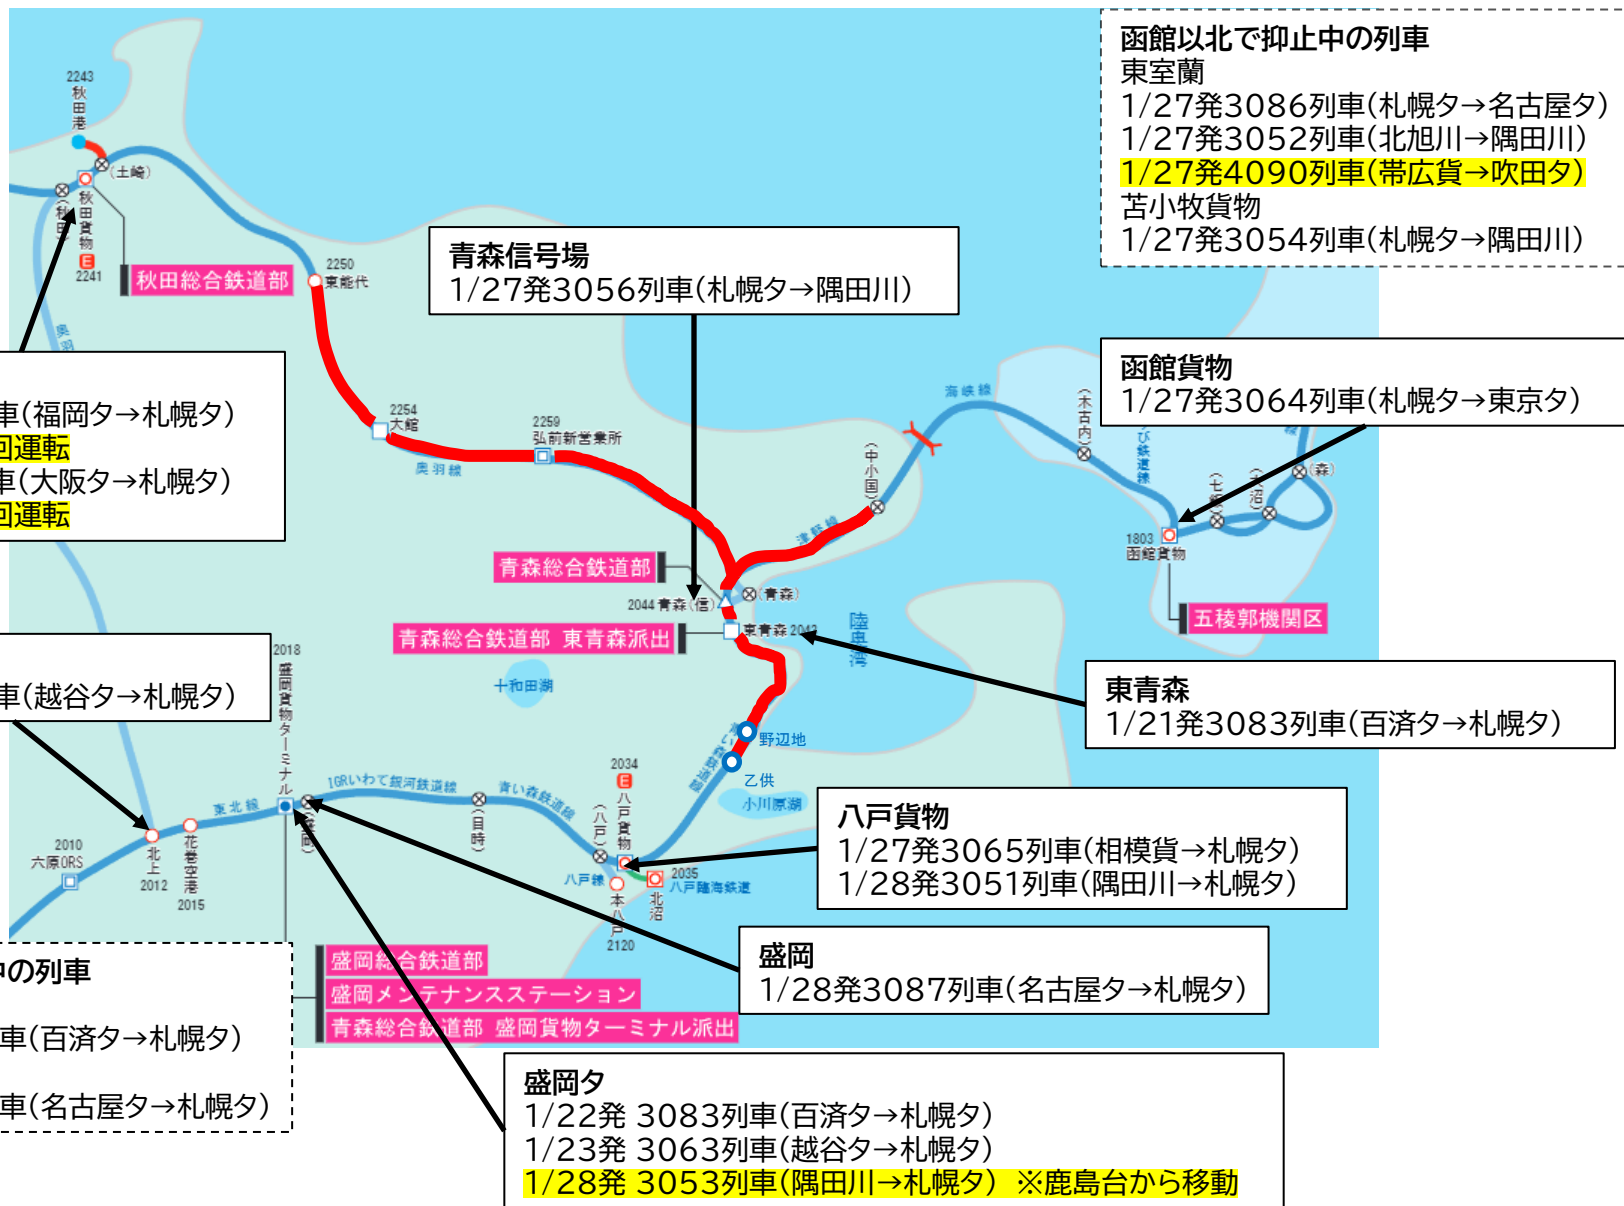 函館以北で抑止中の列車
東室蘭
1/27発3086列車(札幌タ→名古屋タ)
1/27発3052列車(北旭川→隅田川)
1/27発4090列車(帯広貨→吹田タ)
苫小牧貨物
1/27発3054列車(札幌タ→隅田川)
2243
秋田港
(土崎)
(秋田)
秋田貨物
E
2241
秋田総合鉄道部
2250
東能代
青森信号場
1/27発3056列車(札幌タ→隅田川)
奥羽
車(福岡タ→札幌タ)
回運転
車(大阪タ→札幌タ)
回運転
2254
大館
奥羽線
2259
弘前新営業所
函館貨物
1/27発3064列車(札幌タ→東京タ)
海峡線
(木古内)
び鉄道線
線
(中小国)
津軽線
(七飯)
(大沼)
(森)
1803
函館貨物
五稜郭機関区
青森総合鉄道部
2044 青森(信)
(青森)
青森総合鉄道部 東青森派出
東青森 2042
陸奥湾
車(越谷タ→札幌タ)
2018
盛岡貨物ターミナル
十和田湖
東青森
1/21発3083列車(百済タ→札幌タ)
野辺地
青い森鉄道線
乙供
小川原湖
2034
E
八戸貨物
IGRいわて銀河鉄道線
青い森鉄道線
東北線
(盛岡)
(目時)
(八戸)
八戸貨物
1/27発3065列車(相模貨→札幌タ)
1/28発3051列車(隅田川→札幌タ)
2010
六原ORS
北上
2012
花巻空港
2015
八戸線
本八戸
2120
2035
八戸臨海鉄道
北沼
盛岡
1/28発3087列車(名古屋タ→札幌タ)
中の列車
車(百済タ→札幌タ)
車(名古屋タ→札幌タ)
盛岡総合鉄道部
盛岡メンテナンスステーション
青森総合鉄道部 盛岡貨物ターミナル派出
盛岡タ
1/22発 3083列車(百済タ→札幌タ)
1/23発 3063列車(越谷タ→札幌タ)
1/28発 3053列車(隅田川→札幌タ) ※鹿島台から移動